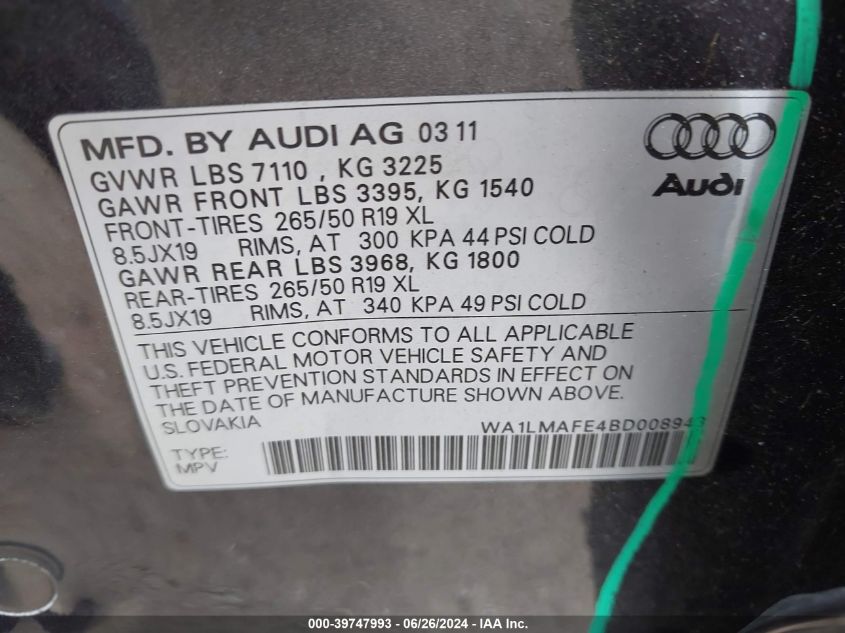 MFD. BY AUDI AG 03 11
Audi
GVWR LBS 7110 , KG 3225
GAWR FRONT LBS 3395, KG 1540
FRONT-TIRES 265/50 R19 XL
8.5JX19 RIMS, AT 300 KPA 44 PSI COLD
GAWR REAR LBS 3968, KG 1800
REAR-TIRES 265/50 R19 XL
8.5JX19 RIMS, AT 340 KPA 49 PSI COLD
THIS VEHICLE CONFORMS TO ALL APPLICABLE
U.S. FEDERAL MOTOR VEHICLE SAFETY AND
THEFT PREVENTION STANDARDS IN EFFECT ON
THE DATE OF MANUFACTURE SHOWN ABOVE.
SLOVAKIA WA1LMAFE4BD008943
TYPE:
MPV
000-39747993 - 06/26/2024 - IAA Inc.